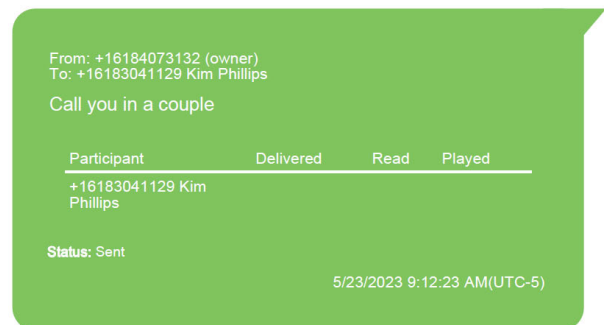 From: +16184073132 (owner)
To: +16183041129 Kim Phillips
Call you in a couple
Participant Delivered Read Played
+16183041129 Kim
Phillips
Status: Sent
5/23/2023 9:12:23 AM(UTC-5)